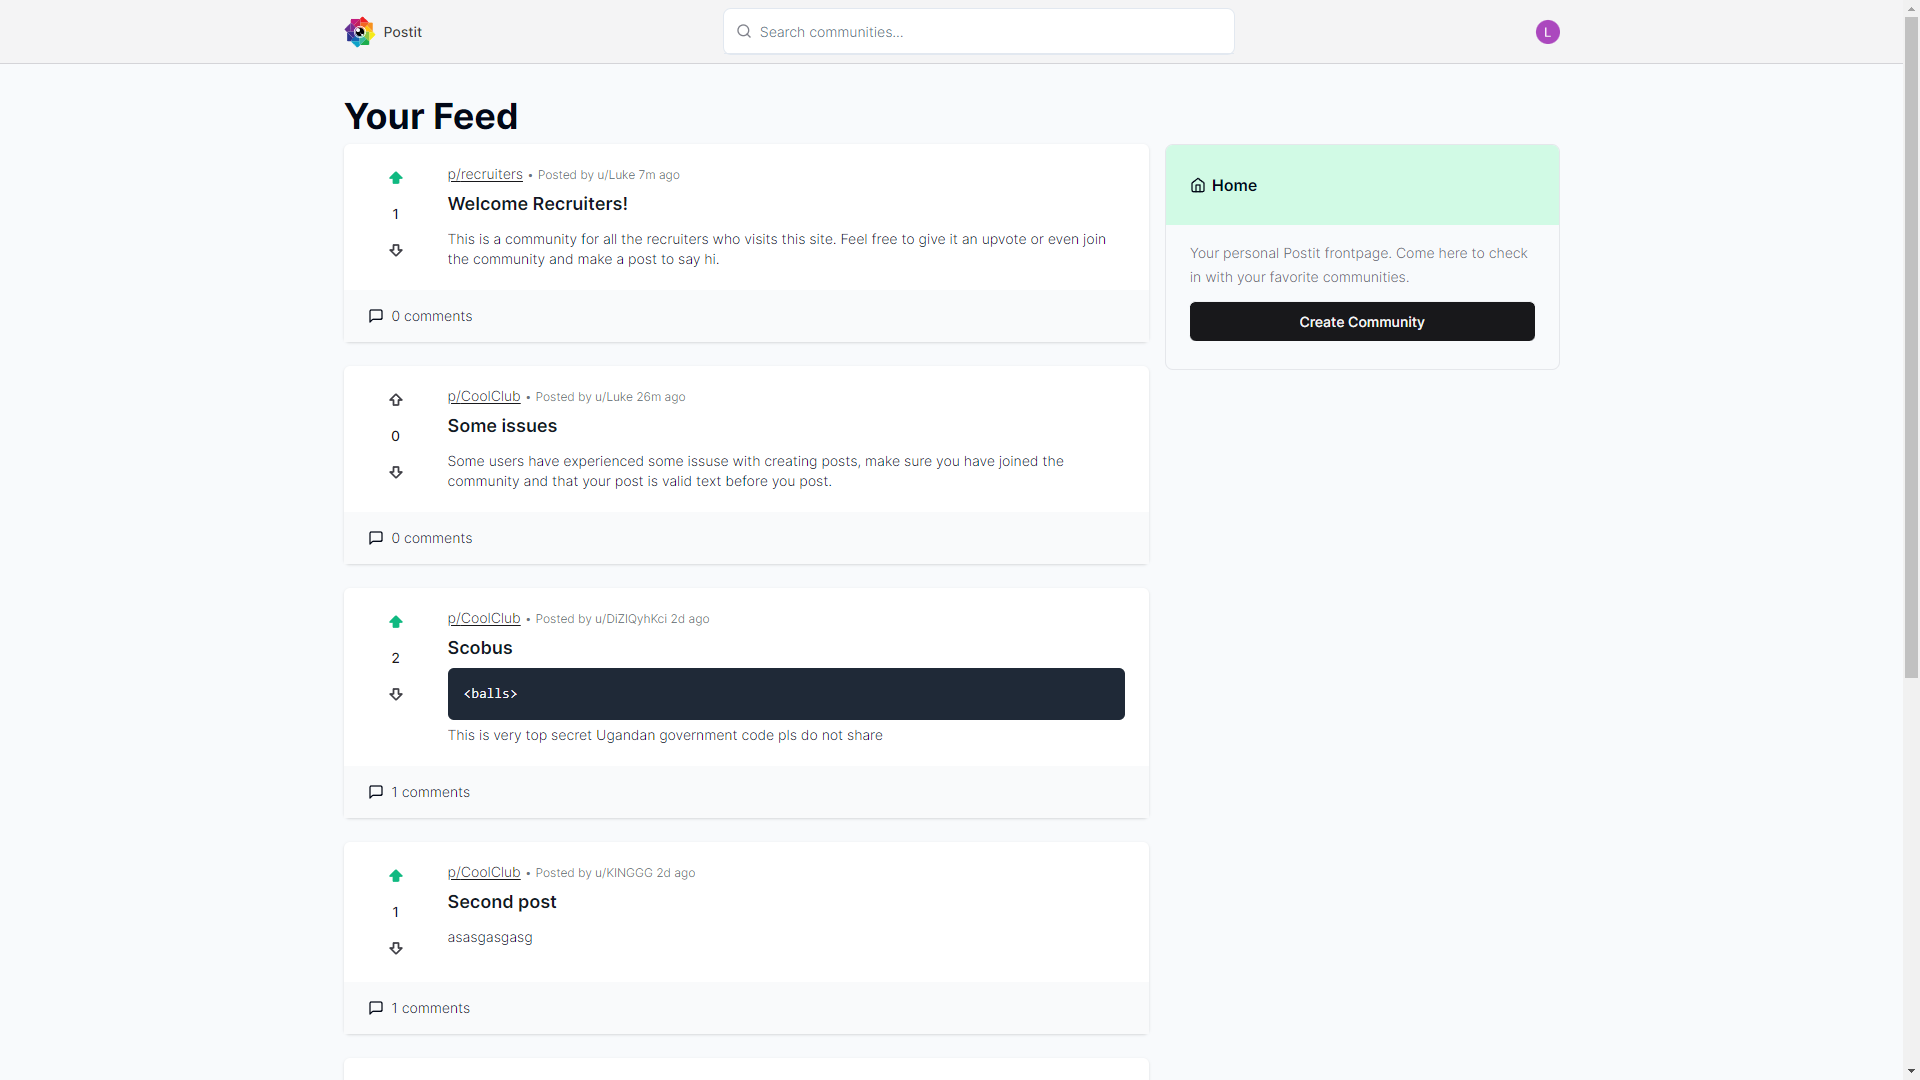 Postit
Search communities...
L
Your Feed
p/recruiters • Posted by u/Luke 7m ago
1
Welcome Recruiters!
This is a community for all the recruiters who visits this site. Feel free to give it an upvote or even join
the community and make a post to say hi.
0 comments
Home
Your personal Postit frontpage. Come here to check
in with your favorite communities.
Create Community
p/CoolClub • Posted by u/Luke 26m ago
0
Some issues
Some users have experienced some issuse with creating posts, make sure you have joined the
community and that your post is valid text before you post.
0 comments
p/CoolClub • Posted by u/DiZlQyhKci 2d ago
2
Scobus
<balls>
This is very top secret Ugandan government code pls do not share
1 comments
p/CoolClub • Posted by u/KINGGG 2d ago
1
Second post
asasgasgasg
1 comments